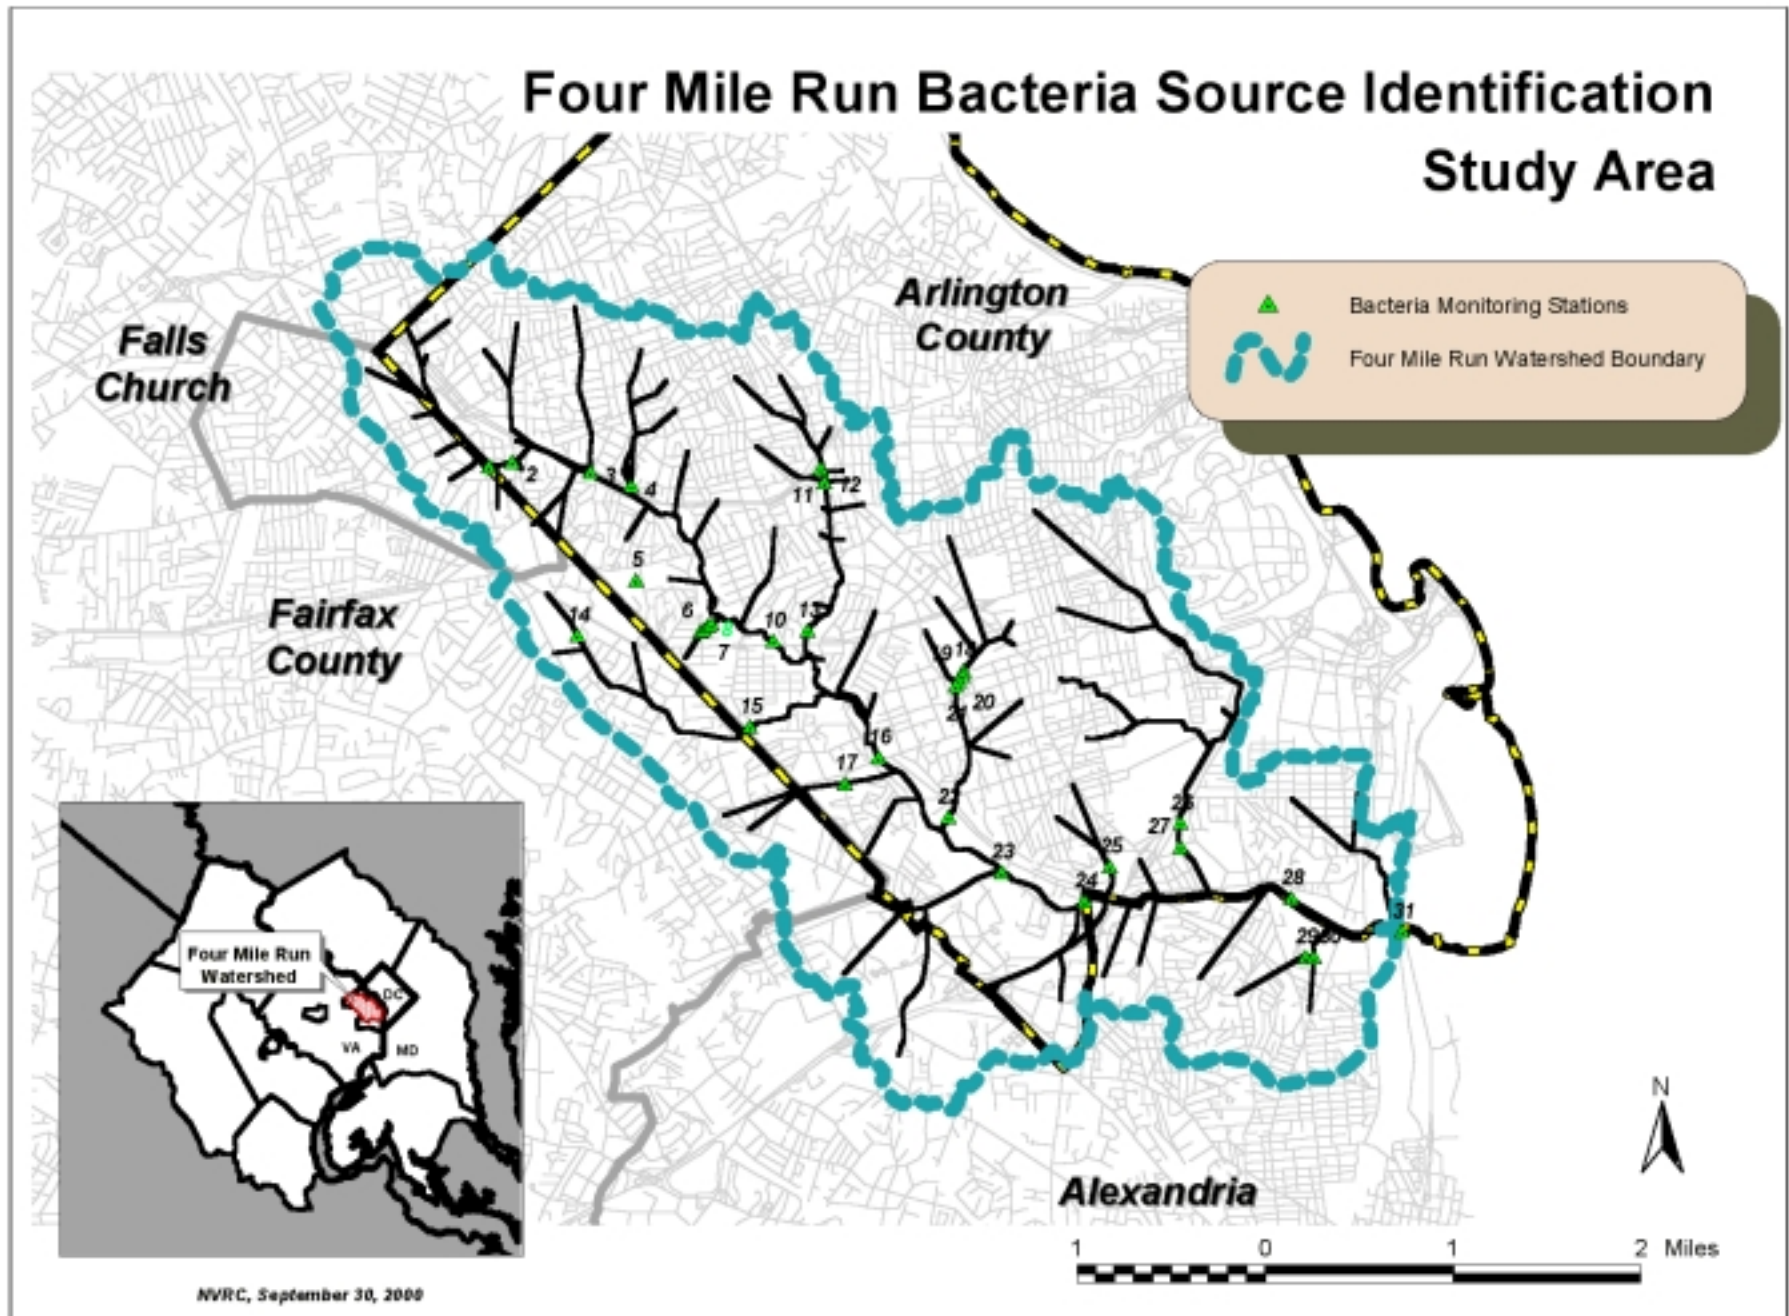 Four Mile Run Bacteria Source Identification
Study Area
Arlington
County
Bacteria Monitoring Stations
Four Mile Run Watershed Boundary
Falls
Church
Fairfax
County
2
3
4
11
12
5
14
6
8
7
10
13
15
16
17
20
21
22
23
24
25
26
27
28
31
Four Mile Run
Watershed
DC
VA
MD
Alexandria
N
1 0 1 2 Miles
NVRC, September 30, 2000